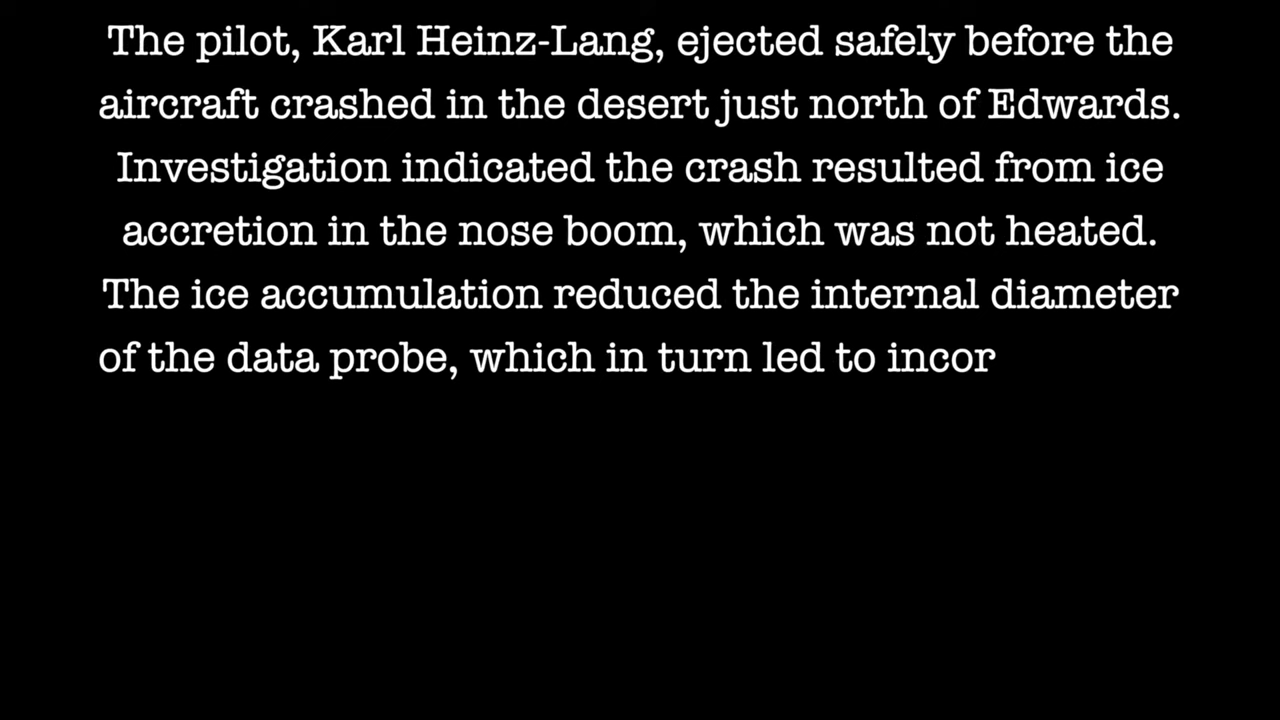 The pilot, Karl Heinz-Lang, ejected safely before the
aircraft crashed in the desert just north of Edwards.
Investigation indicated the crash resulted from ice
accretion in the nose boom, which was not heated.
The ice accumulation reduced the internal diameter
of the data probe, which in turn led to incor